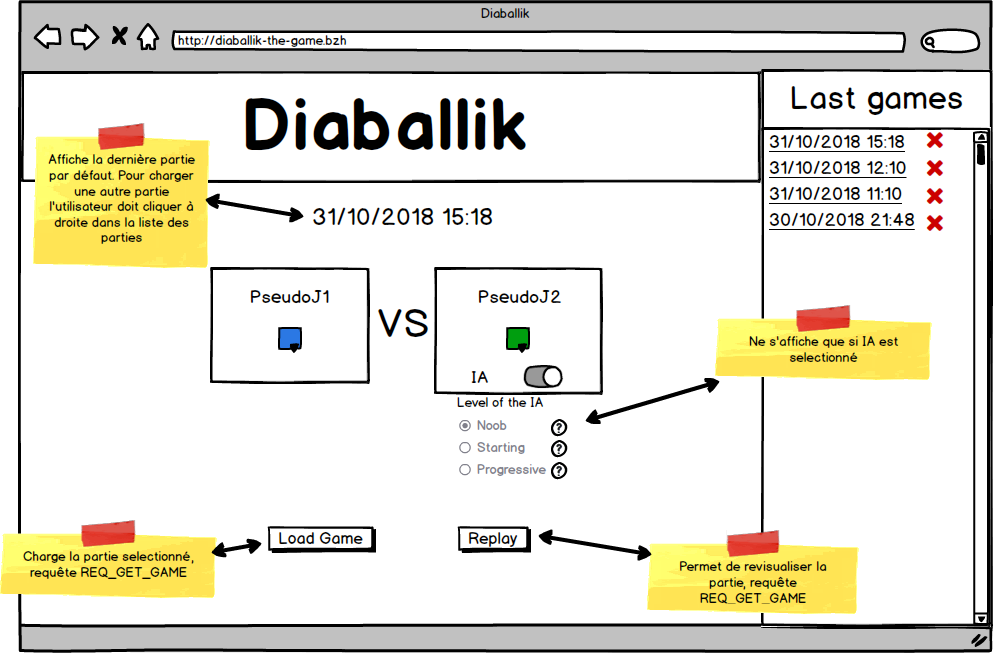 Diaballik
http://diaballik-the-game.bzh
Diaballik
Last games
31/10/2018 15:18
31/10/2018 12:10
31/10/2018 11:10
30/10/2018 21:48
Affiche la dernière partie
par défaut. Pour charger
une autre partie
l'utilisateur doit cliquer à
droite dans la liste des
parties
31/10/2018 15:18
PseudoJ1
VS
PseudoJ2
IA
Level of the IA
Noob ?
Starting ?
Progressive ?
Ne s'affiche que si IA est
selectionné
Charge la partie selectionné,
requête REQ_GET_GAME
Load Game
Replay
Permet de revisualiser la
partie, requête
REQ_GET_GAME